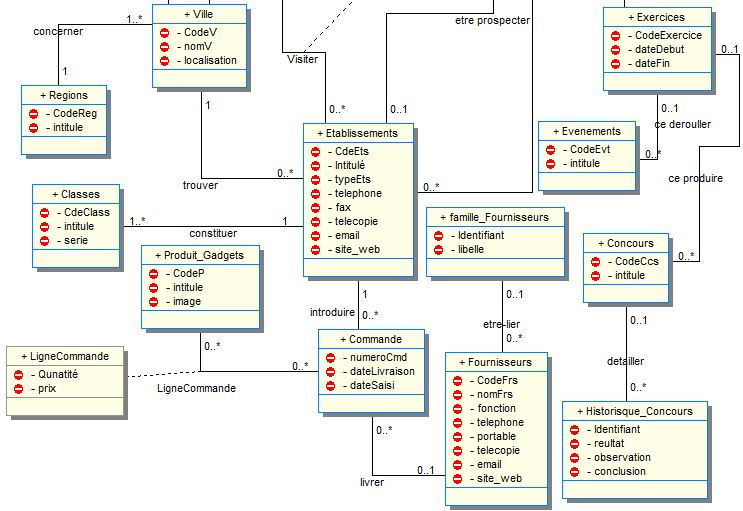 1..*
+ Ville
- CodeV
- nomV
- localisation
concerner
1
+ Regions
- CodeReg
- intitule
1
trouver
0..*
etre prospecter
Visiter
0..*
0..1
+ Exercices
- CodeExercice
- dateDebut
- dateFin
0..1
0..1
ce derouller
+ Evenements
- CodeEvt
- intitule
0..*
ce produire
+ Etablissements
- CdeEts
- Intitulé
- typeEts
- telephone
- fax
- telecopie
- email
- site_web
0..*
+ Classes
- CdeClass
- intitule
- serie
1..*
1
constituer
+ famille_Fournisseurs
- Identifiant
- libelle
+ Concours
- CodeCcs
- intitule
0..*
+ Produit_Gadgets
- CodeP
- intitule
- image
1
introduire
0..*
0..1
etre-lier
0..*
0..1
detailler
0..*
+ LigneCommande
- Qunatité
- prix
0..*
0..*
LigneCommande
+ Commande
- numeroCmd
- dateLivraison
- dateSaisi
0..*
0..1
livrer
+ Fournisseurs
- CodeFrs
- nomFrs
- fonction
- telephone
- portable
- telecopie
- email
- site_web
+ Historisque_Concours
- Identifiant
- reultat
- observation
- conclusion